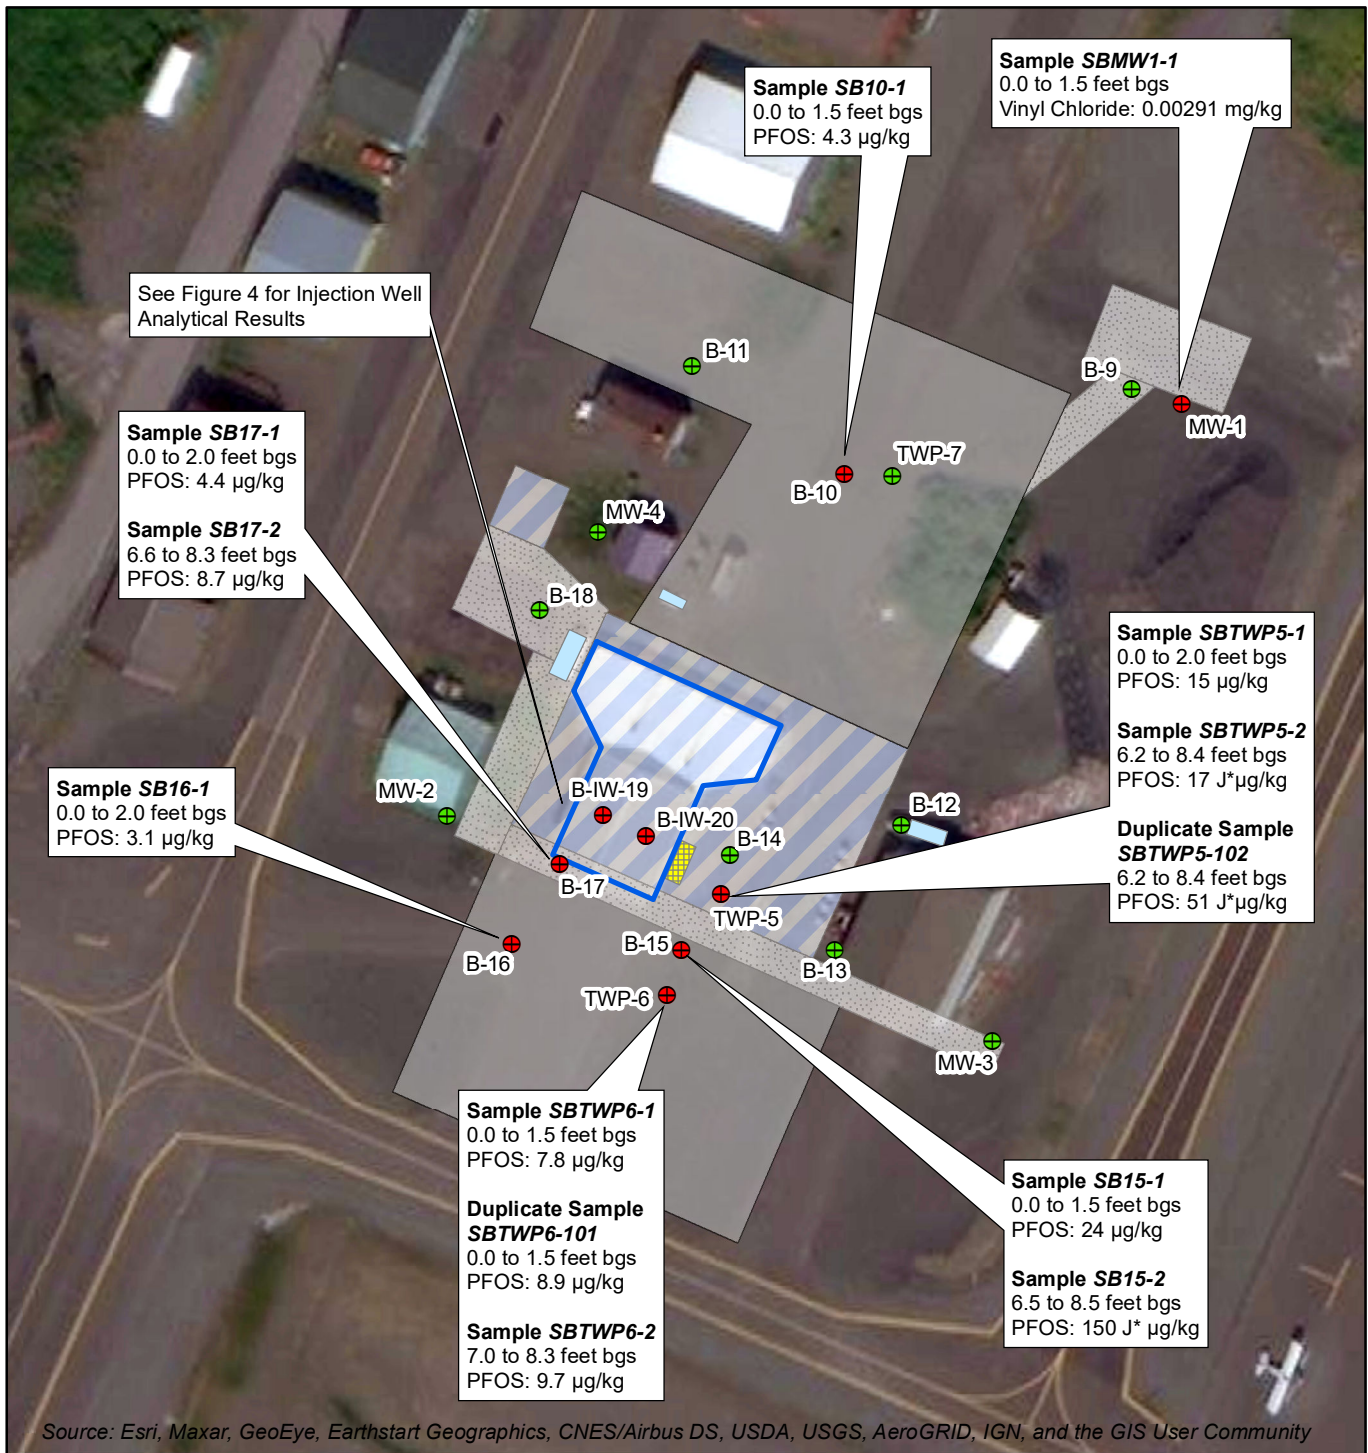 Sample SBMW1-1
0.0 to 1.5 feet bgs
Vinyl Chloride: 0.00291 mg/kg
Sample SB10-1
0.0 to 1.5 feet bgs
PFOS: 4.3 µg/kg
See Figure 4 for Injection Well
Analytical Results
B-11
B-9
MW-1
Sample SB17-1
0.0 to 2.0 feet bgs
PFOS: 4.4 µg/kg
Sample SB17-2
6.6 to 8.3 feet bgs
PFOS: 8.7 µg/kg
TWP-7
B-10
MW-4
B-18
Sample SBTWP5-1
0.0 to 2.0 feet bgs
PFOS: 15 µg/kg
Sample SBTWP5-2
6.2 to 8.4 feet bgs
PFOS: 17 J*µg/kg
Duplicate Sample
SBTWP5-102
6.2 to 8.4 feet bgs
PFOS: 51 J*µg/kg
Sample SB16-1
0.0 to 2.0 feet bgs
PFOS: 3.1 µg/kg
MW-2
B-IW-19
B-IW-20
B-12
B-14
B-17
TWP-5
B-16
B-15
B-13
TWP-6
MW-3
Sample SBTWP6-1
0.0 to 1.5 feet bgs
PFOS: 7.8 µg/kg
Duplicate Sample
SBTWP6-101
0.0 to 1.5 feet bgs
PFOS: 8.9 µg/kg
Sample SBTWP6-2
7.0 to 8.3 feet bgs
PFOS: 9.7 µg/kg
Sample SB15-1
0.0 to 1.5 feet bgs
PFOS: 24 µg/kg
Sample SB15-2
6.5 to 8.5 feet bgs
PFOS: 150 J* µg/kg
Source: Esri, Maxar, GeoEye, Earthstart Geographics, CNES/Airbus DS, USDA, USGS, AeroGRID, IGN, and the GIS User Community